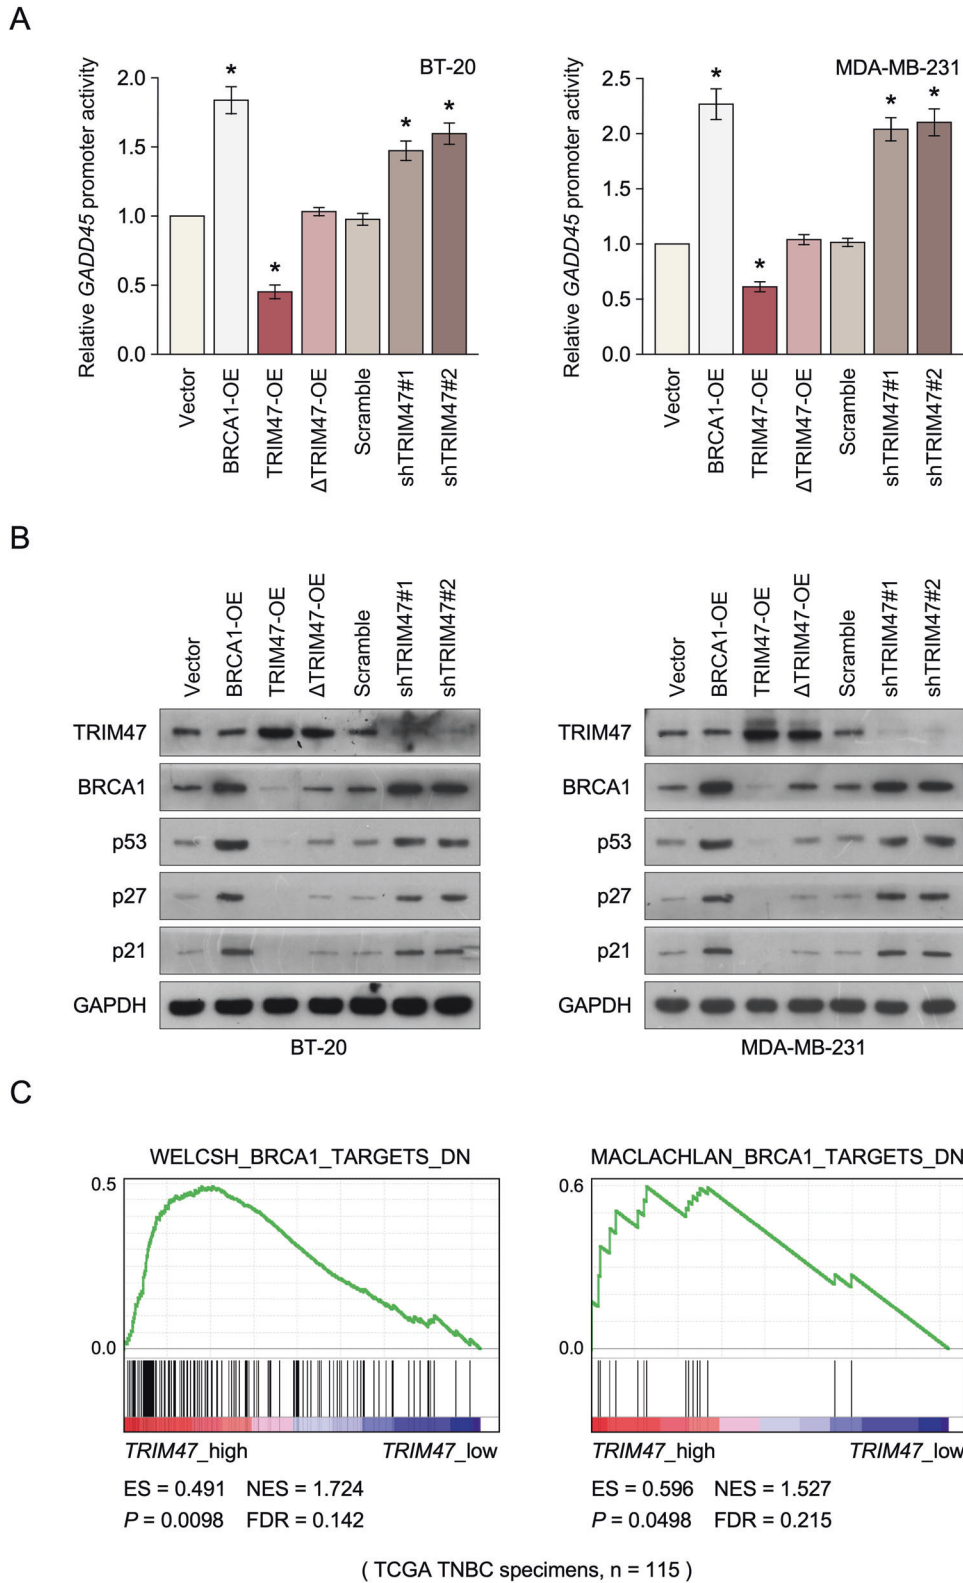 A
Relative GADD45 promoter activity
BT-20
2.0
1.5
1.0
0.5
0.0
*
*
*
*
Vector
BRCA1-OE
TRIM47-OE
ΔTRIM47-OE
Scramble
shTRIM47#1
shTRIM47#2
Relative GADD45 promoter activity
MDA-MB-231
2.5
2.0
1.5
1.0
0.5
0.0
*
*
*
*
Vector
BRCA1-OE
TRIM47-OE
ΔTRIM47-OE
Scramble
shTRIM47#1
shTRIM47#2
B
Vector
BRCA1-OE
TRIM47-OE
ΔTRIM47-OE
Scramble
shTRIM47#1
shTRIM47#2
TRIM47
BRCA1
p53
p27
p21
GAPDH
BT-20
Vector
BRCA1-OE
TRIM47-OE
ΔTRIM47-OE
Scramble
shTRIM47#1
shTRIM47#2
TRIM47
BRCA1
p53
p27
p21
GAPDH
MDA-MB-231
C
WELCSH_BRCA1_TARGETS_DN
0.5
0.0
TRIM47_high TRIM47_low
ES = 0.491 NES = 1.724
P = 0.0098 FDR = 0.142
MACLACHLAN_BRCA1_TARGETS_DN
0.6
0.0
TRIM47_high TRIM47_low
ES = 0.596 NES = 1.527
P = 0.0498 FDR = 0.215
( TCGA TNBC specimens, n = 115 )